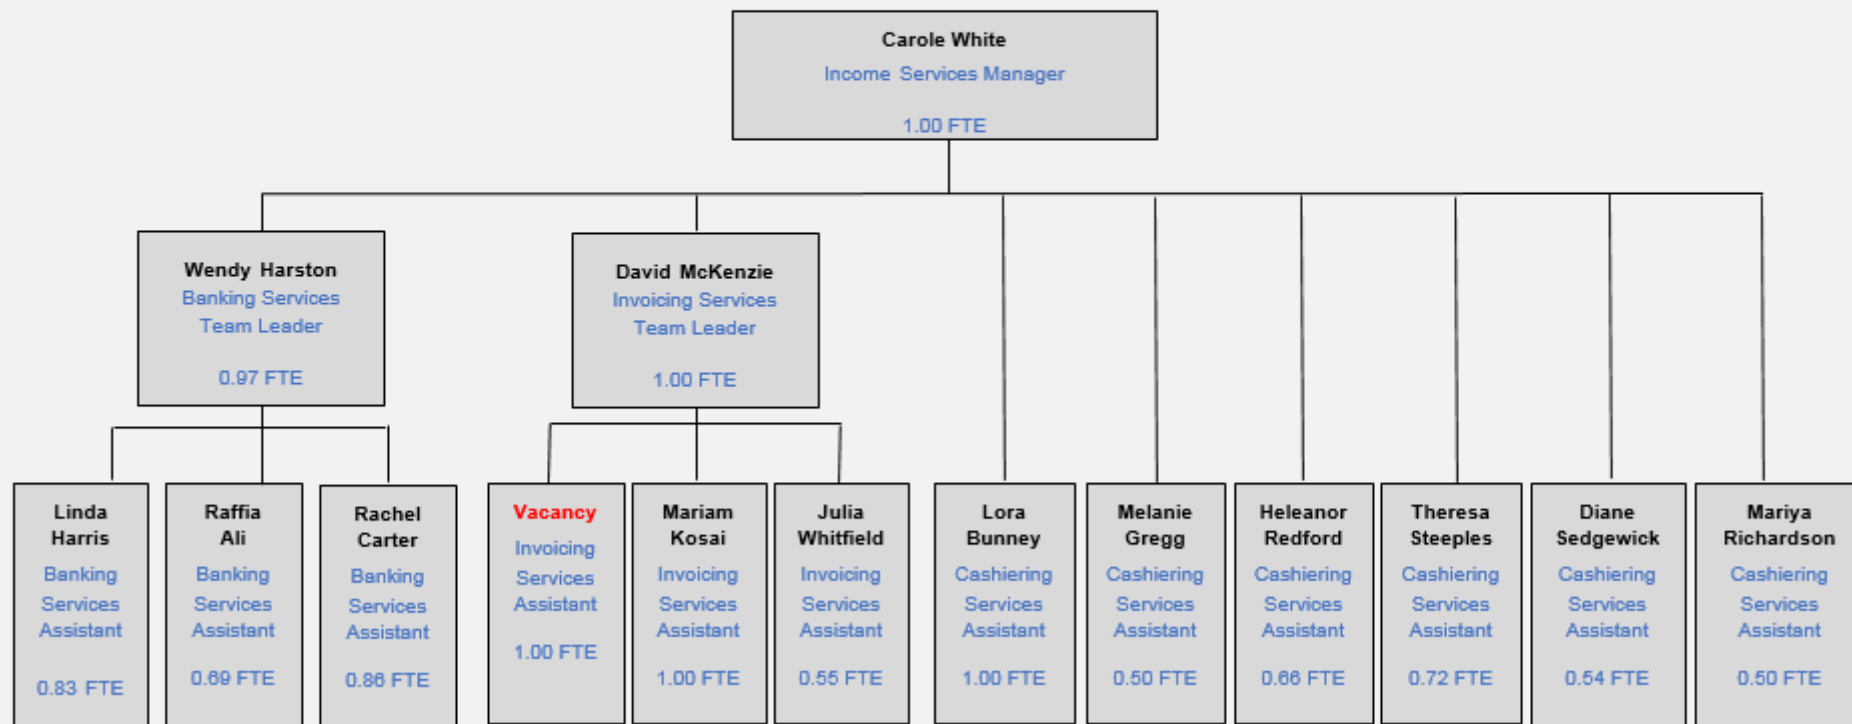 Carole White
Income Services Manager
1.00 FTE
Wendy Harston
Banking Services
Team Leader
0.97 FTE
David McKenzie
Invoicing Services
Team Leader
1.00 FTE
Linda
Harris
Banking
Services
Assistant
0.83 FTE
Raffia
Ali
Banking
Services
Assistant
0.69 FTE
Rachel
Carter
Banking
Services
Assistant
0.86 FTE
Vacancy
Invoicing
Services
Assistant
1.00 FTE
Mariam
Kosai
Invoicing
Services
Assistant
1.00 FTE
Julia
Whitfield
Invoicing
Services
Assistant
0.55 FTE
Lora
Bunney
Cashiering
Services
Assistant
1.00 FTE
Melanie
Gregg
Cashiering
Services
Assistant
0.50 FTE
Heleanor
Redford
Cashiering
Services
Assistant
0.66 FTE
Theresa
Steeples
Cashiering
Services
Assistant
0.72 FTE
Diane
Sedgewick
Cashiering
Services
Assistant
0.54 FTE
Mariya
Richardson
Cashiering
Services
Assistant
0.50 FTE